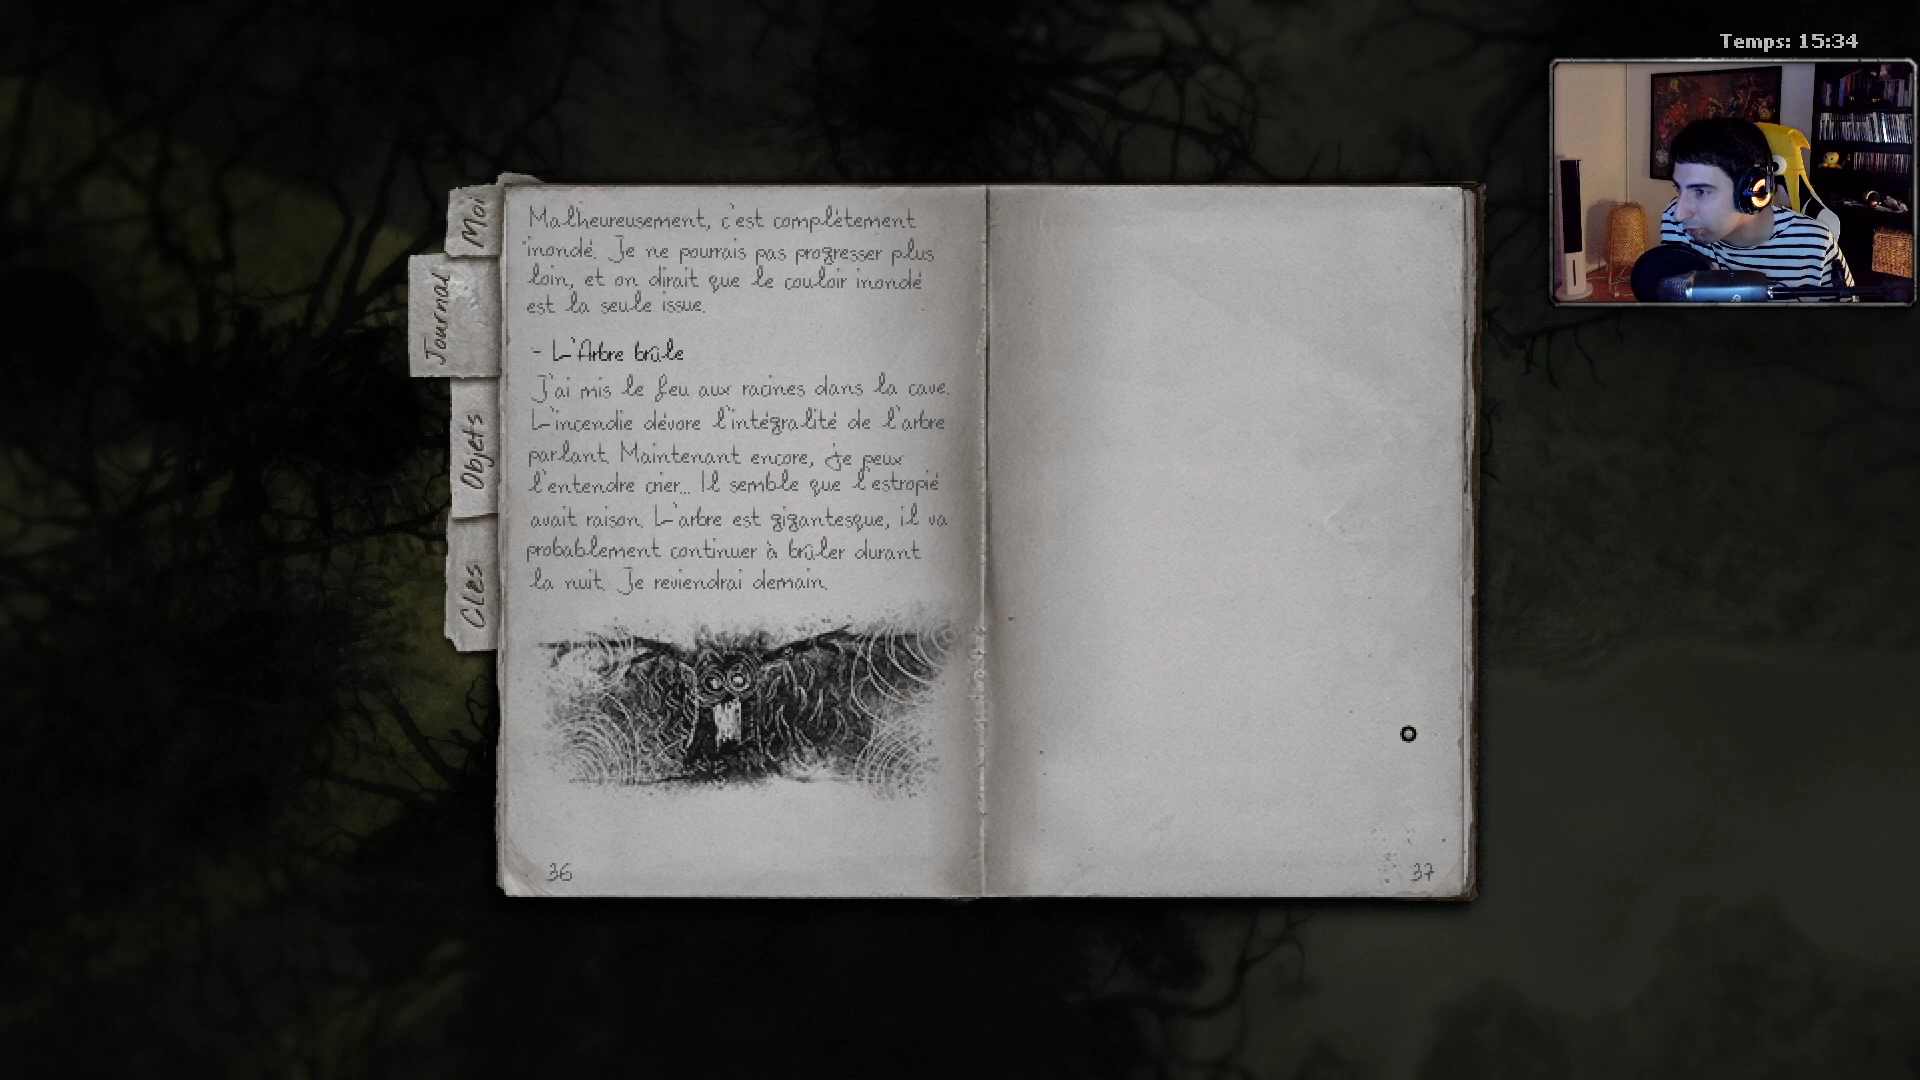 Temps: 15:34
Moi
Journal
Objets
Clés
Malheureusement, c'est complètement
inondé. Je ne pourrais pas progresser plus
loin, et on dirait que le couloir inondé
est la seule issue.
- L'Arbre brûle
J'ai mis le feu aux racines dans la cave.
L'incendie dévore l'intégralité de l'arbre
parlant. Maintenant encore, je peux
l'entendre crier... Il semble que l'estropié
avait raison. L'arbre est gigantesque, il va
probablement continuer à brûler durant
la nuit. Je reviendrai demain.
36
37